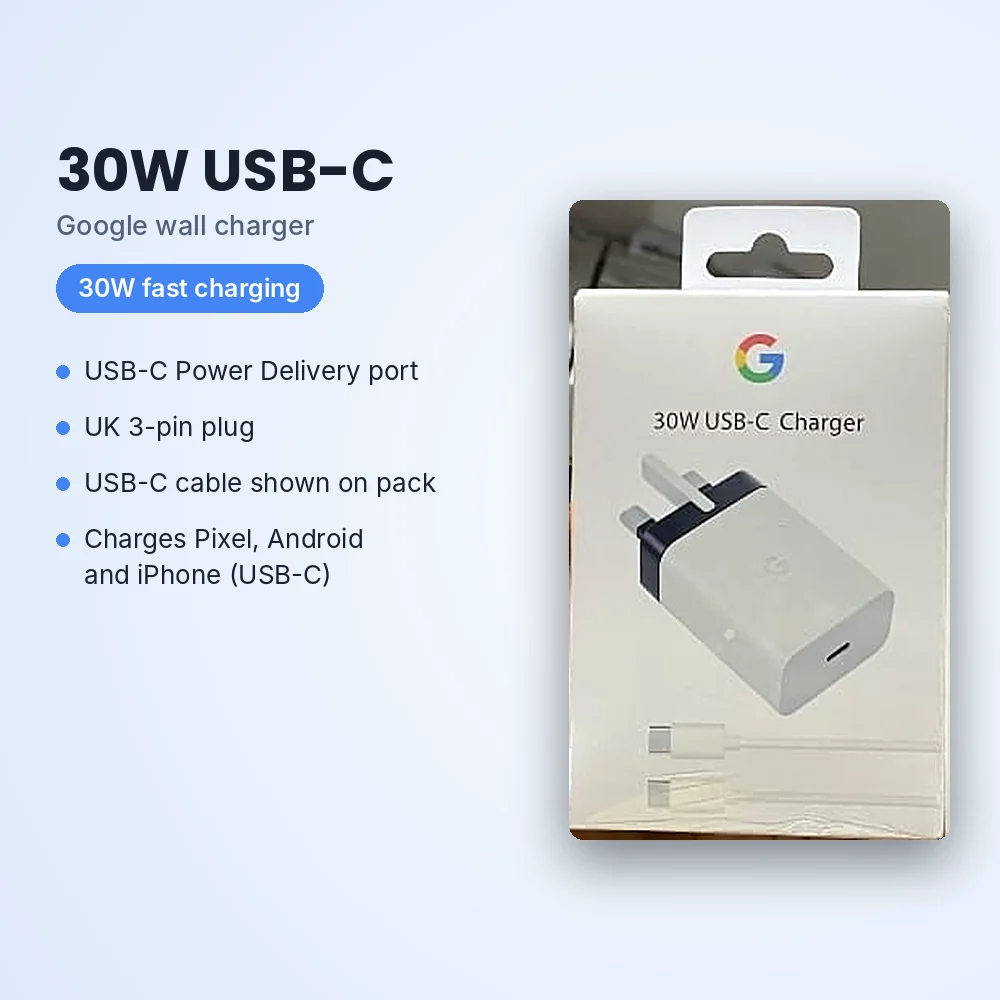 30W USB-C
Google wall charger
30W fast charging
USB-C Power Delivery port
UK 3-pin plug
USB-C cable shown on pack
Charges Pixel, Android
and iPhone (USB-C)
G
30W USB-C Charger
G